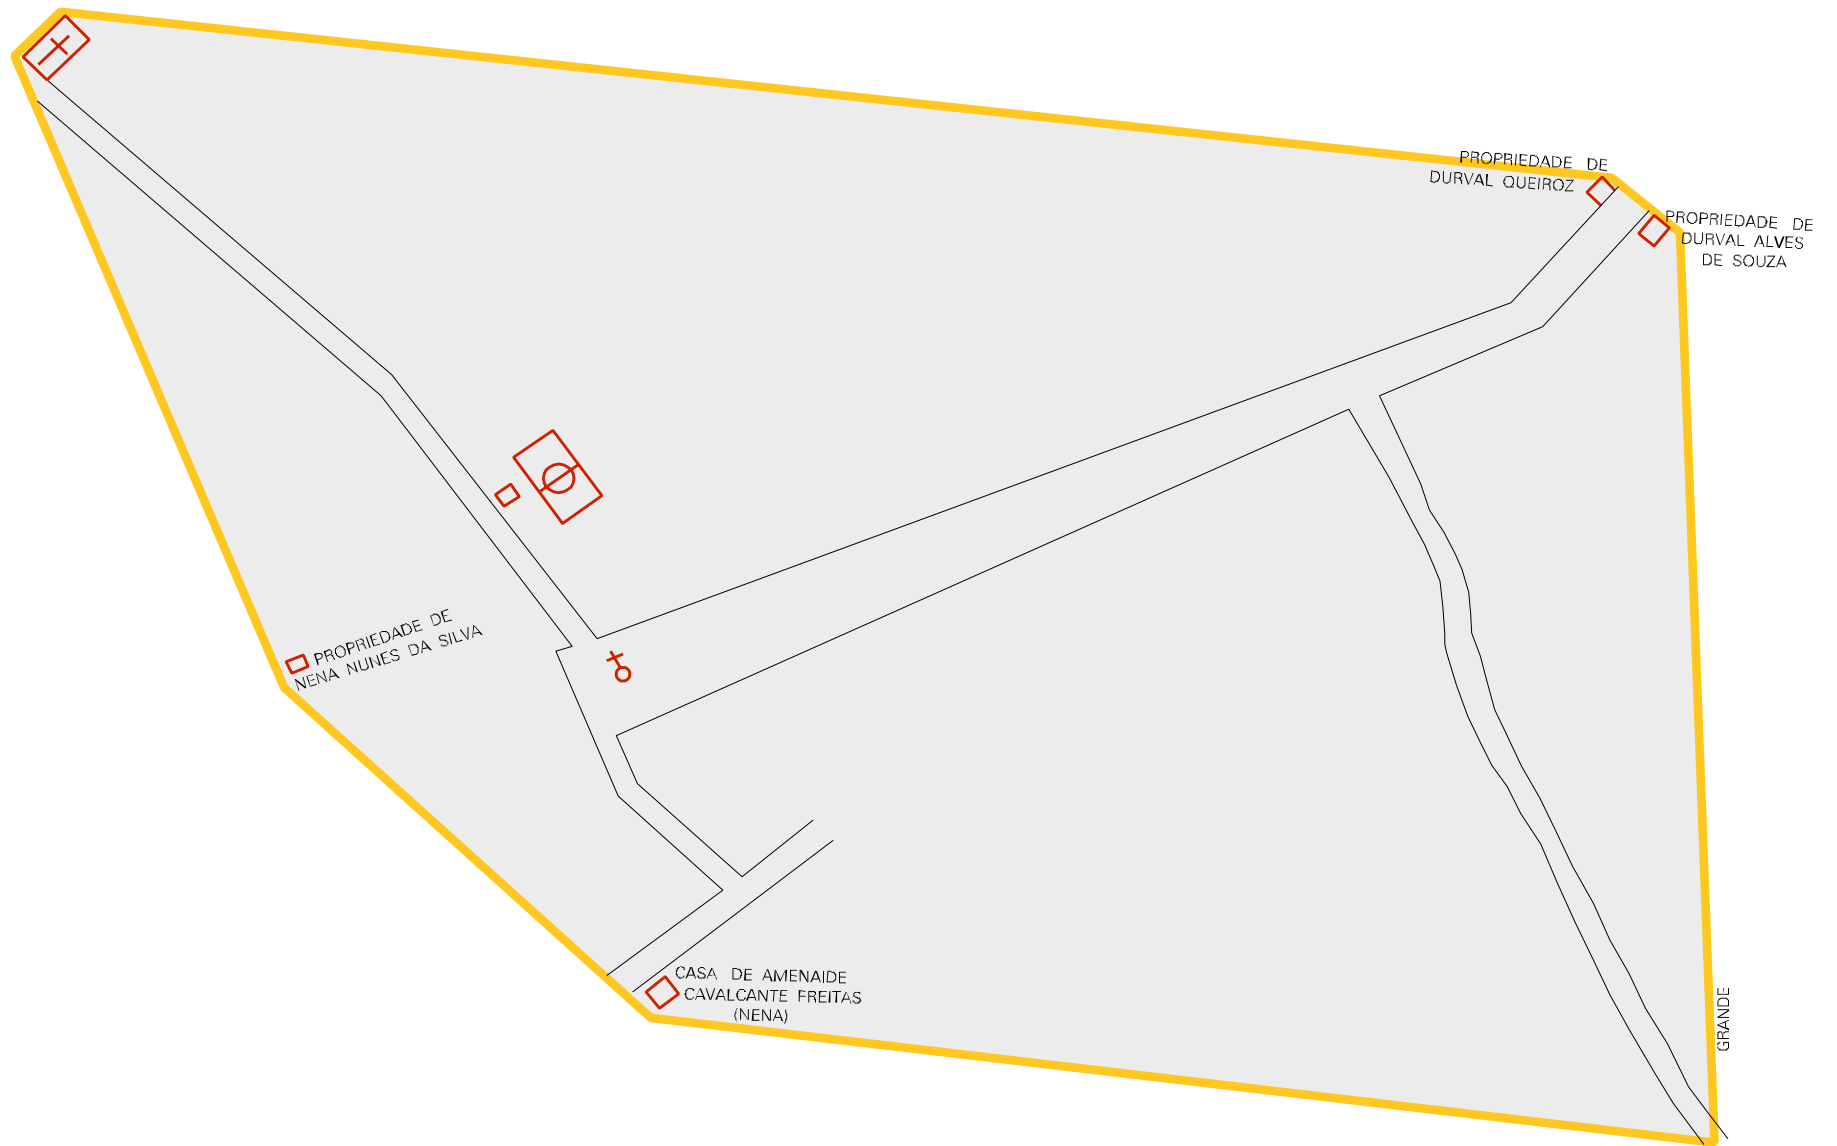 PROPRIEDADE DE
DURVAL QUEIROZ
PROPRIEDADE DE
DURVAL ALVES
DE SOUZA
PROPRIEDADE DE
NENA NUNES DA SILVA
CASA DE AMENAIDE
CAVALCANTE FREITAS
(NENA)
GRANDE